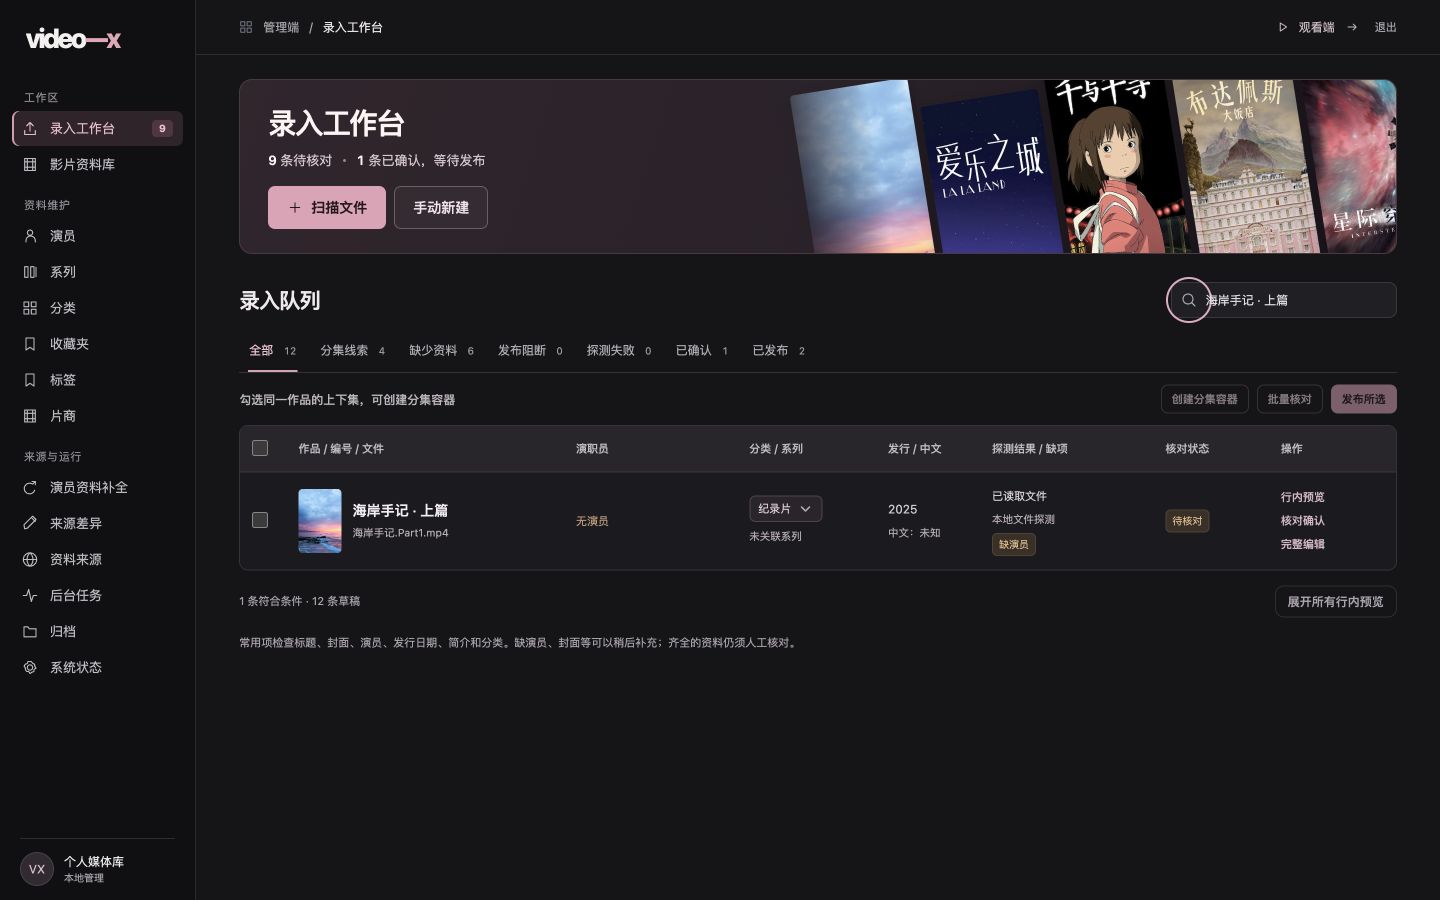 video—x
管理端 / 录入工作台
观看端
退出
工作区
录入工作台 9
影片资料库
资料维护
演员
系列
分类
收藏夹
标签
片商
来源与运行
演员资料补全
来源差异
资料来源
后台任务
归档
系统状态
VX
个人媒体库
本地管理
录入工作台
9 条待核对 • 1 条已确认，等待发布
扫描文件
手动新建
爱乐之城
LA LA LAND
千与千寻
布达佩斯
大饭店
星际
INTERSTE
录入队列
海岸手记 · 上篇
全部 12
分集线索 4
缺少资料 6
发布阻断 0
探测失败 0
已确认 1
已发布 2
勾选同一作品的上下集，可创建分集容器
创建分集容器
批量核对
发布所选
作品 / 编号 / 文件
演职员
分类 / 系列
发行 / 中文
探测结果 / 缺项
核对状态
操作
海岸手记 · 上篇
海岸手记.Part1.mp4
无演员
纪录片
未关联系列
2025
中文：未知
已读取文件
本地文件探测
缺演员
待核对
行内预览
核对确认
完整编辑
1 条符合条件 · 12 条草稿
展开所有行内预览
常用项检查标题、封面、演员、发行日期、简介和分类。缺演员、封面等可以稍后补充；齐全的资料仍须人工核对。